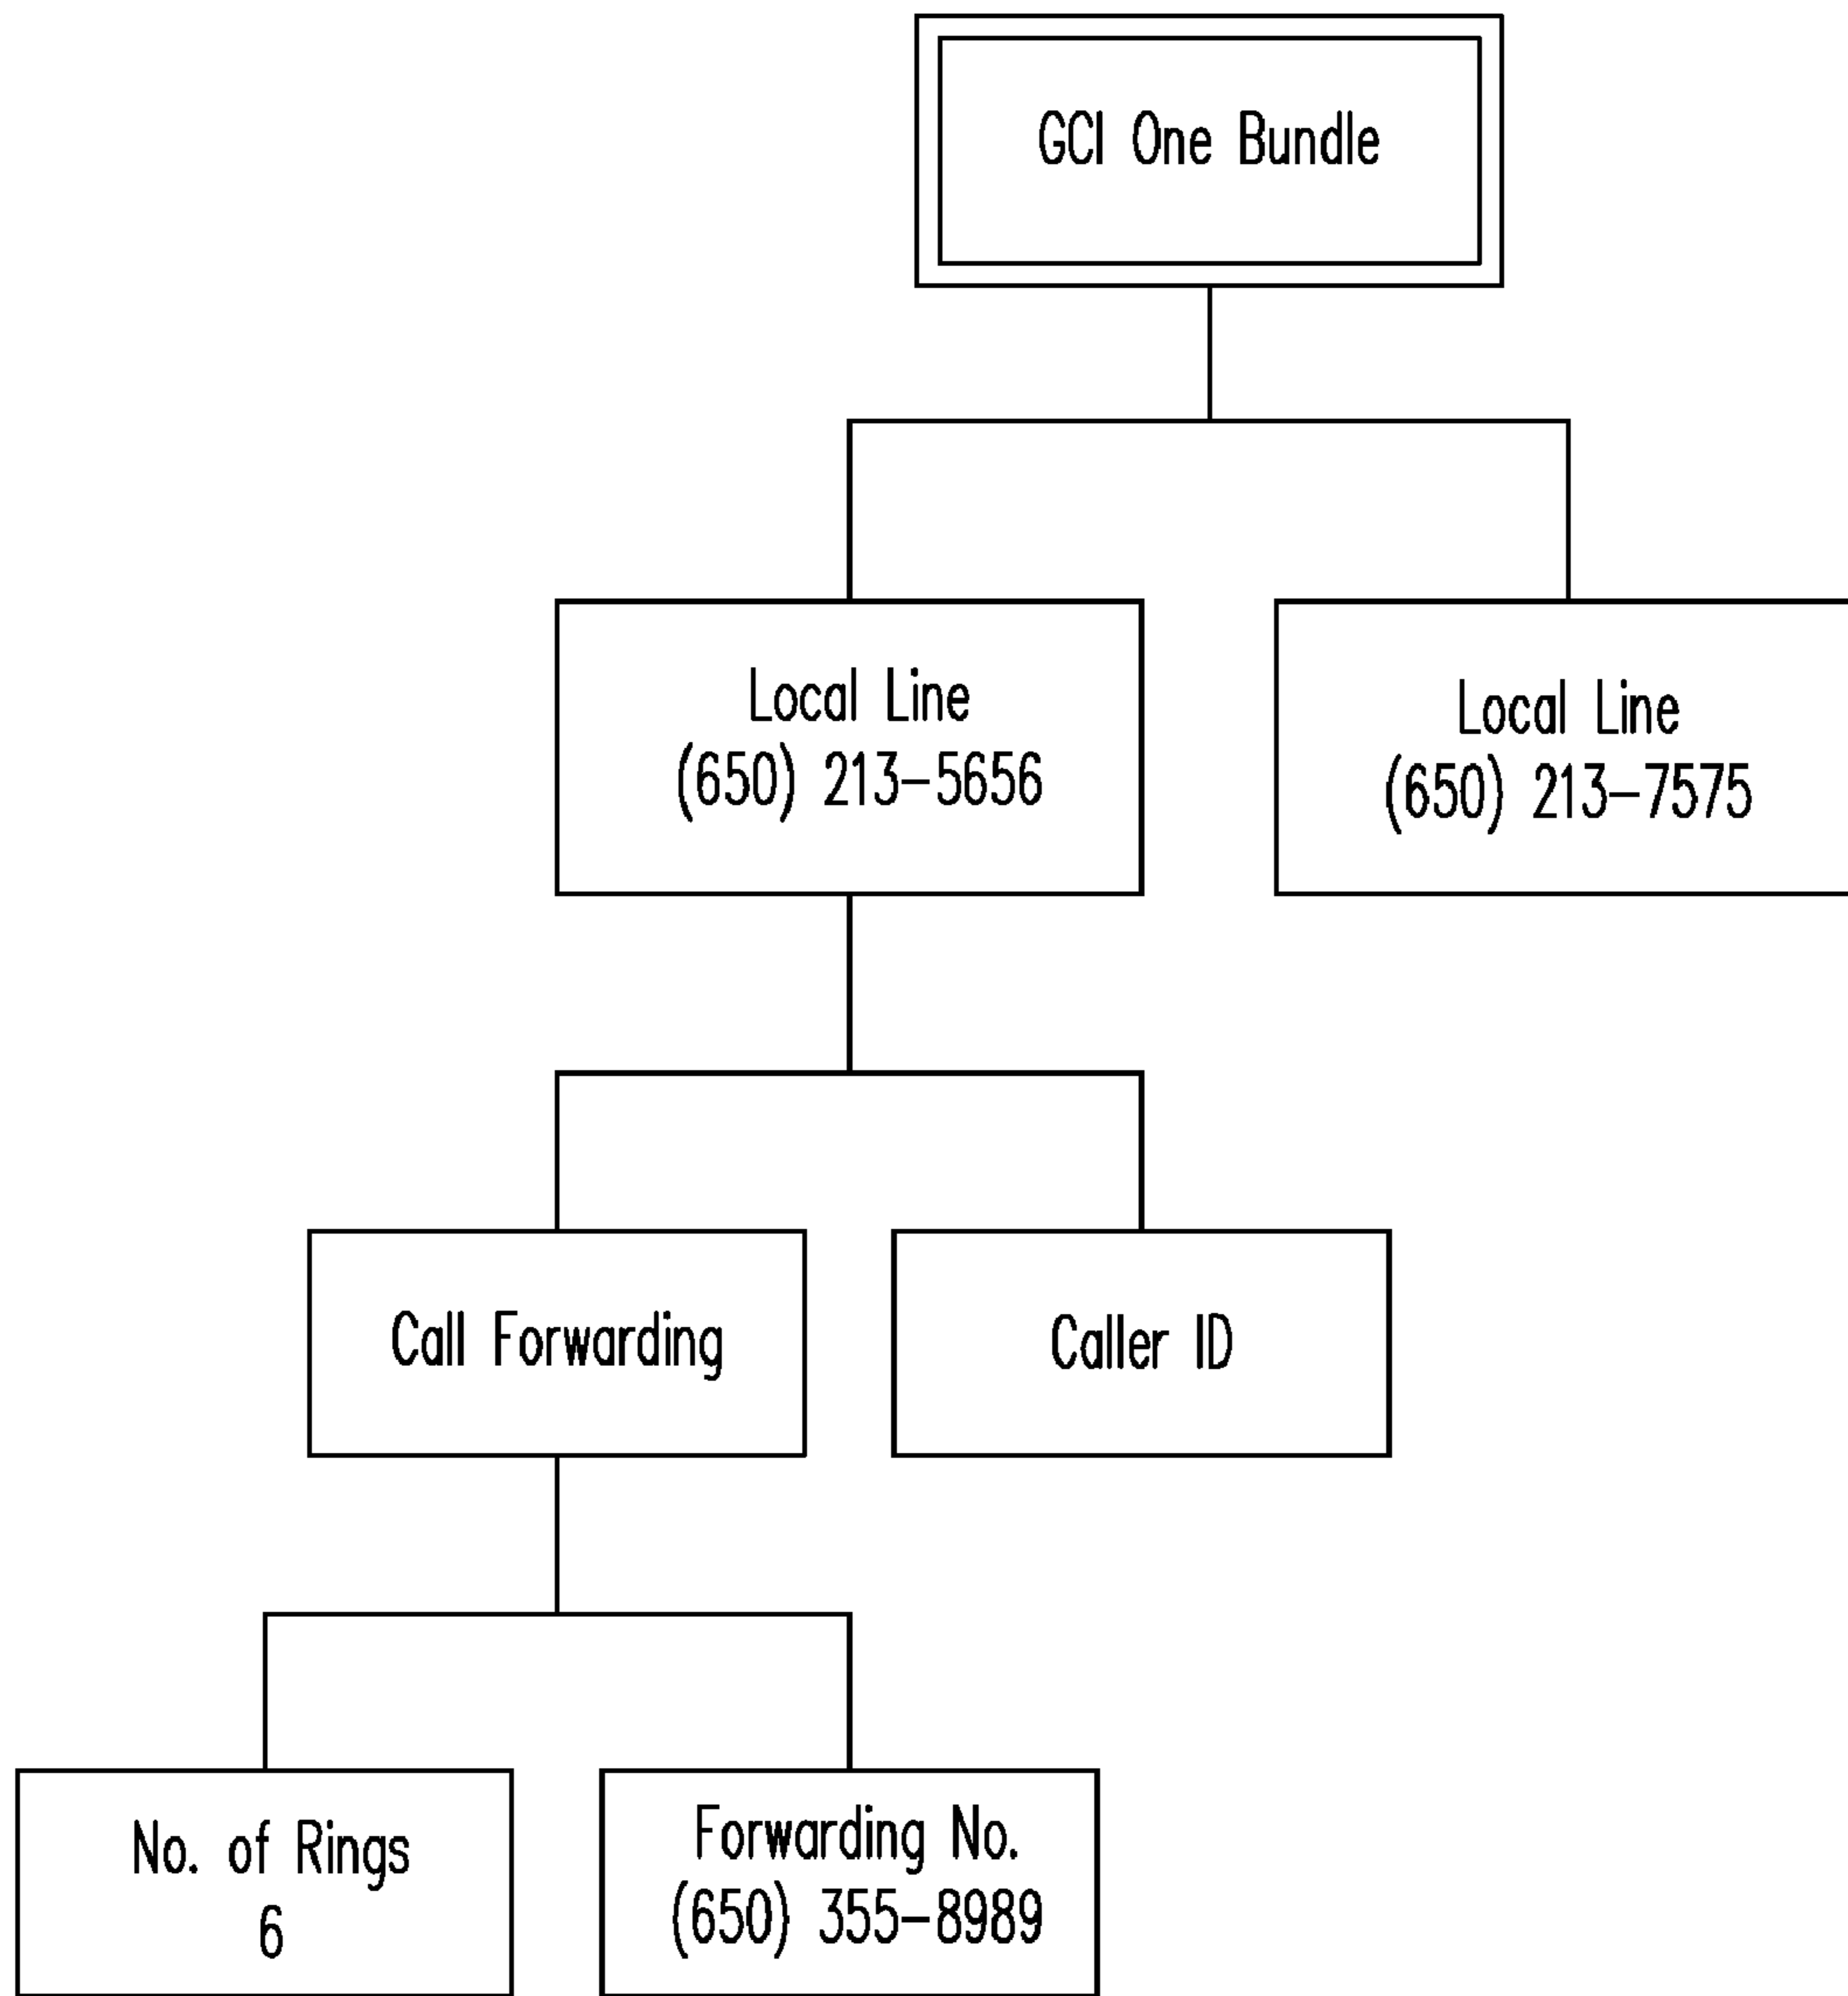 GCI One Bundle
Local Line
(650) 213-5656
Local Line
(650) 213-7575
Call Forwarding
Caller ID
No. of Rings
6
Forwarding No.
(650) 355-8989